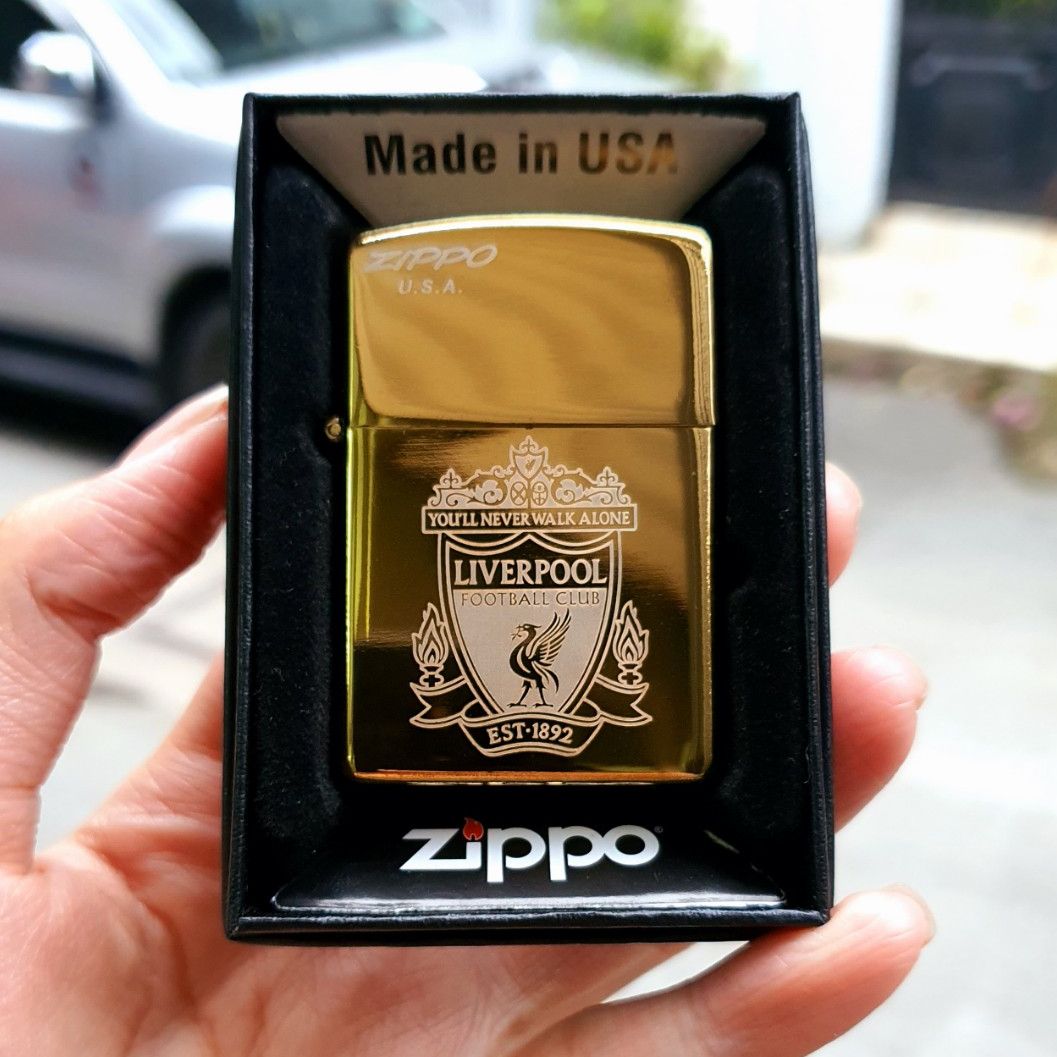 Made in USA
ZIPPO
U.S.A.
YOU'LL NEVER WALK ALONE
LIVERPOOL
FOOTBALL CLUB
EST·1892
zippo®